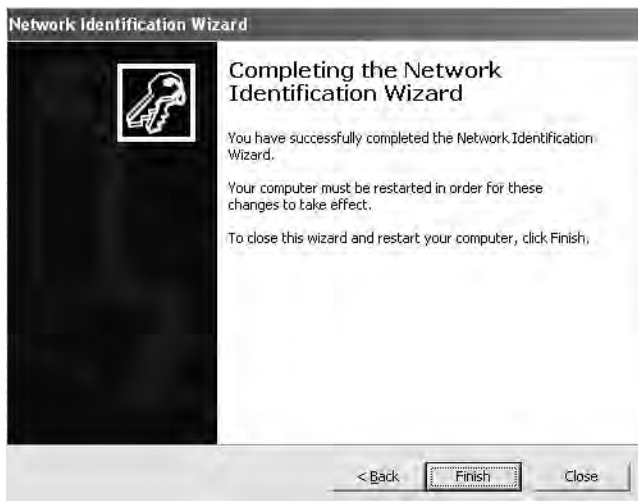 Network Identification Wizard
Completing the Network
Identification Wizard
You have successfully completed the Network Identification
Wizard.
Your computer must be restarted in order for these
changes to take effect.
To close this wizard and restart your computer, click Finish.
< Back
Finish
Close